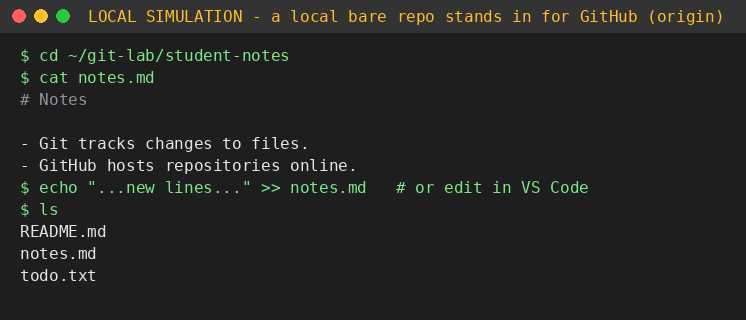 LOCAL SIMULATION - a local bare repo stands in for GitHub (origin)
$ cd ~/git-lab/student-notes
$ cat notes.md
# Notes
- Git tracks changes to files.
- GitHub hosts repositories online.
$ echo "...new lines..." >> notes.md   # or edit in VS Code
$ ls
README.md
notes.md
todo.txt